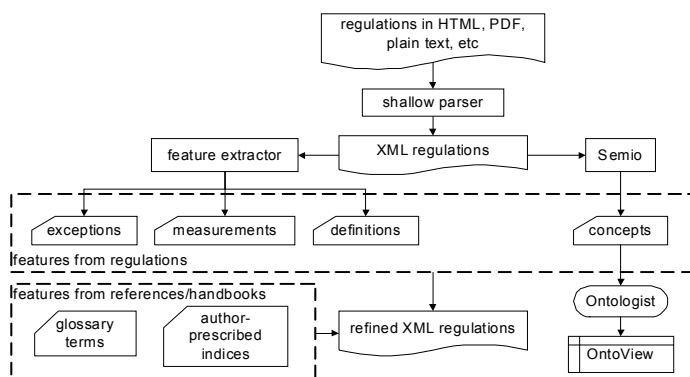 regulations in HTML, PDF,
plain text, etc
shallow parser
feature extractor
XML regulations
Semio
exceptions
measurements
definitions
concepts
features from regulations
features from references/handbooks
glossary
terms
author-
prescribed
indices
refined XML regulations
Ontologist
OntoView